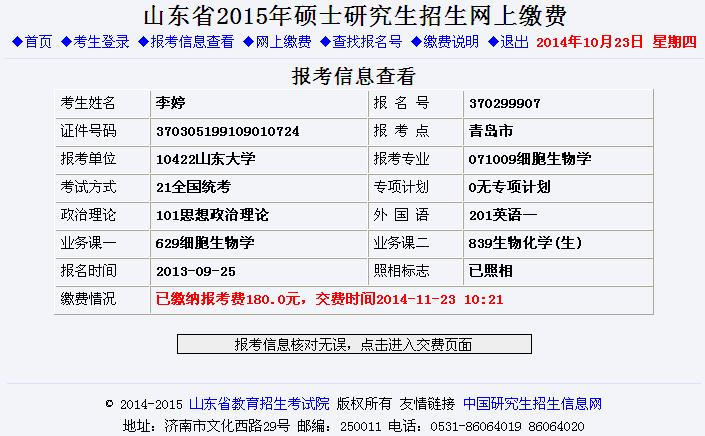 山东省2015年硕士研究生招生网上缴费
◆首页 ◆考生登录 ◆报考信息查看 ◆网上缴费 ◆查找报名号 ◆缴费说明 ◆退出 2014年10月23日 星期四
报考信息查看
考生姓名 李婷 报 名 号 370299907
证件号码 370305199109010724 报 考 点 青岛市
报考单位 10422山东大学 报考专业 071009细胞生物学
考试方式 21全国统考 专项计划 0无专项计划
政治理论 101思想政治理论 外 国 语 201英语一
业务课一 629细胞生物学 业务课二 839生物化学(生)
报名时间 2013-09-25 照相标志 已照相
缴费情况 已缴纳报考费180.0元，交费时间2014-11-23 10:21
报考信息核对无误，点击进入交费页面
© 2014-2015 山东省教育招生考试院 版权所有 友情链接 中国研究生招生信息网
地址：济南市文化西路29号 邮编：250011 电话：0531-86064019 86064020